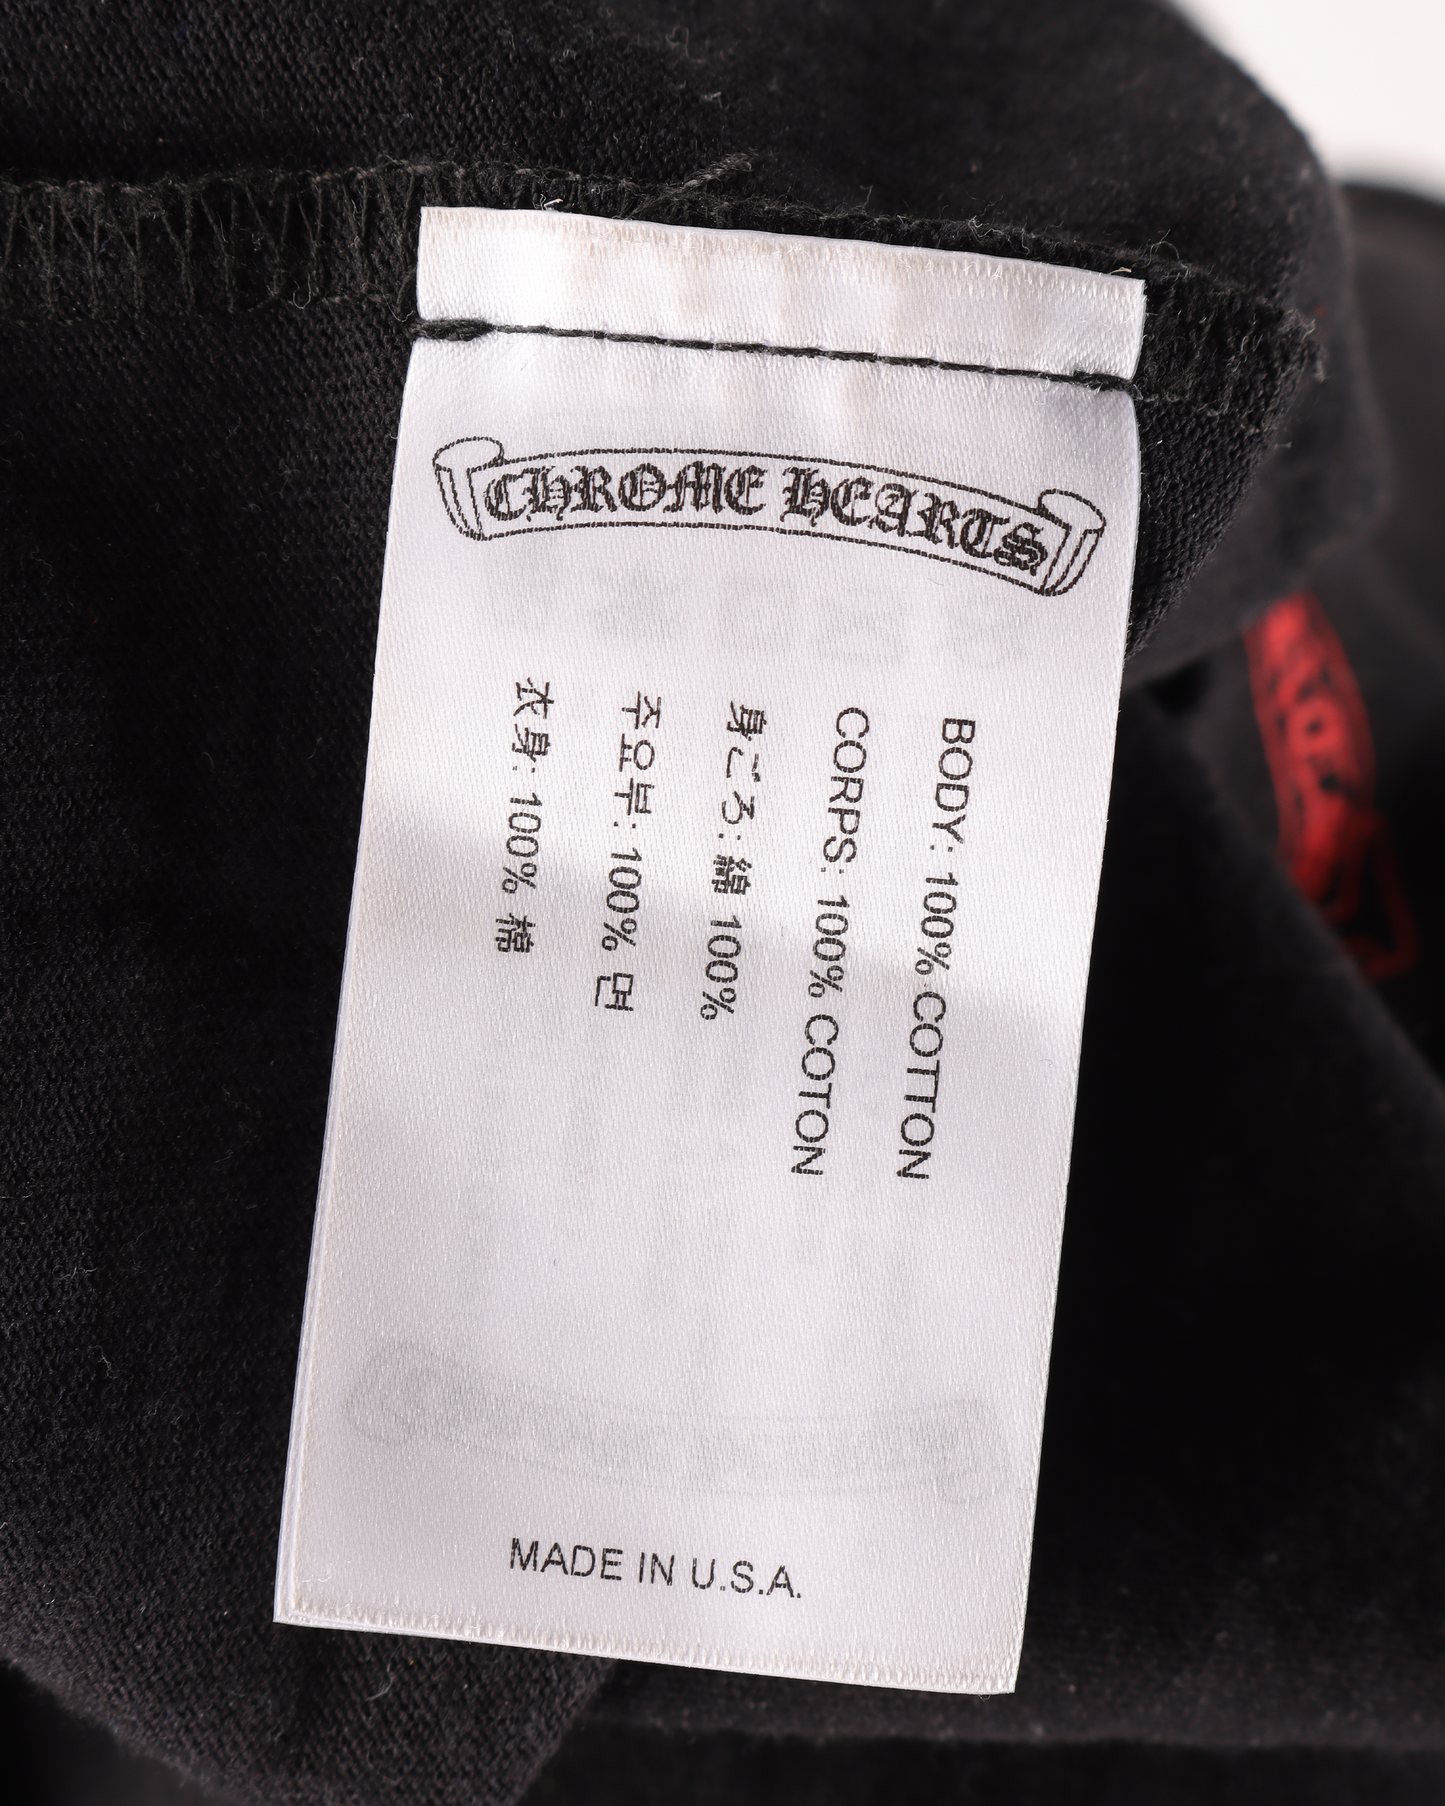 CHROME HEARTS
BODY: 100% COTTON
CORPS: 100% COTON
身ごろ: 綿 100%
주요부: 100% 면
衣身: 100% 棉
MADE IN U.S.A.